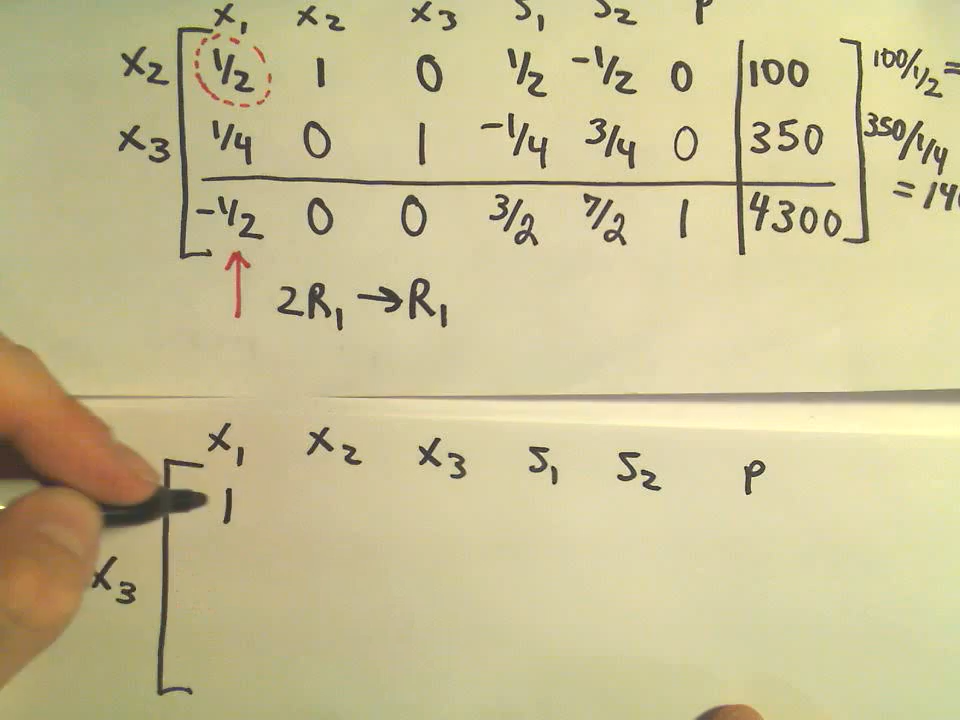 x₁ x₂ x₃ S₁ S₂ P
x₂ 1/2 1 0 1/2 -1/2 0 100 100/1/2 =
x₃ 1/4 0 1 -1/4 3/4 0 350 350/1/4
= 140
-1/2 0 0 3/2 7/2 1 4300
2R₁ → R₁
x₁ x₂ x₃ S₁ S₂ P
1
x₃